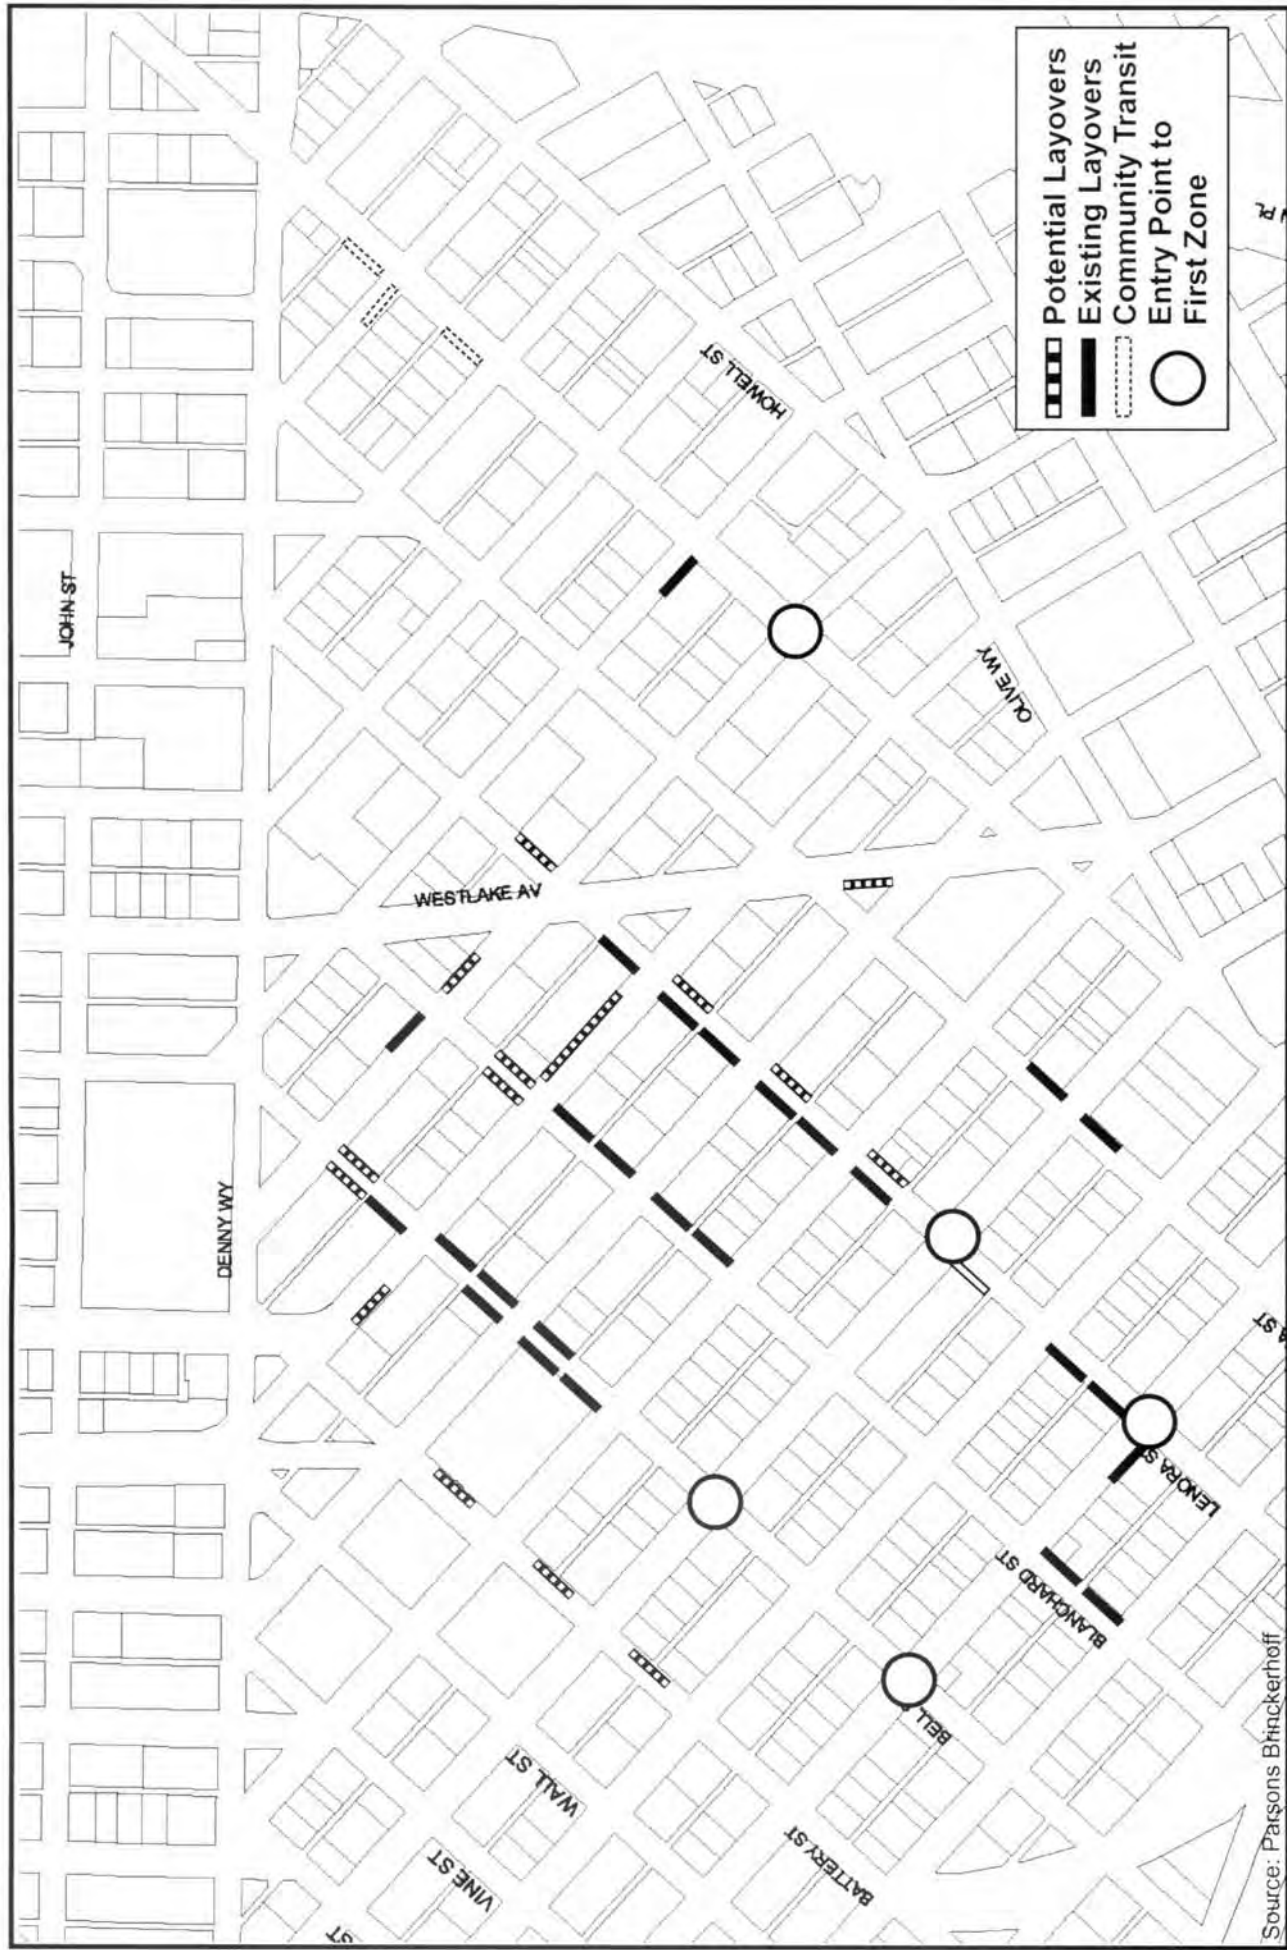 JOHN ST
DENNY WY
WESTLAKE AV
HOWELL ST
OLIVE WY
VINE ST
WALL ST
BATTERY ST
BELL
BLANCHARD ST
LENORA S
ST
PL
ST
Potential Layovers
Existing Layovers
Community Transit
Entry Point to
First Zone
Source: Parsons Brinckerhoff